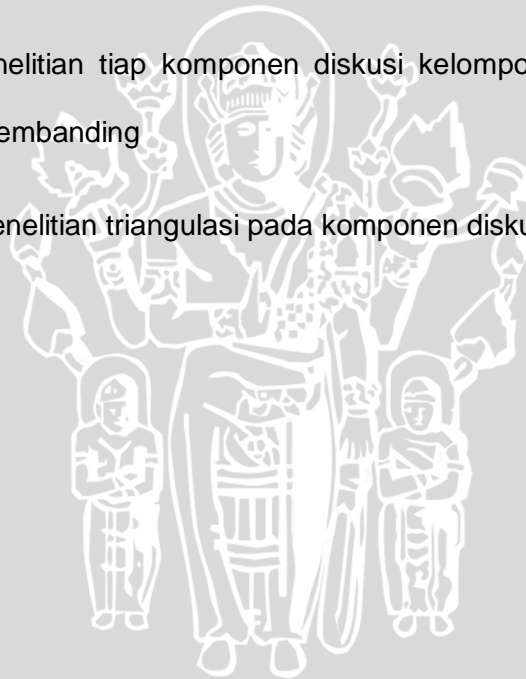 nelitian tiap komponen diskusi kelompo
embanding
enelitian triangulasi pada komponen disku